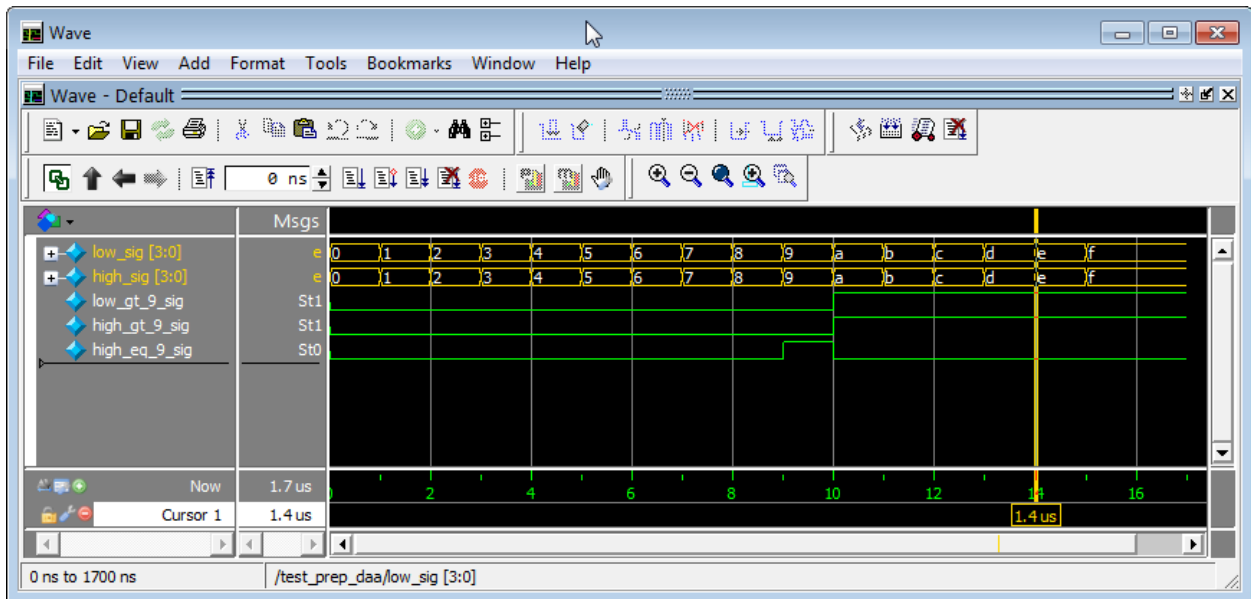 Wave
File Edit View Add Format Tools Bookmarks Window Help
Wave - Default
0 ns
Msgs
low_sig [3:0] e 0 1 2 3 4 5 6 7 8 9 a b c d e f
high_sig [3:0] e 0 1 2 3 4 5 6 7 8 9 a b c d e f
low_gt_9_sig St1
high_gt_9_sig St1
high_eq_9_sig St0
Now 1.7 us 2 4 6 8 10 12 14 16
Cursor 1 1.4 us 1.4 us
0 ns to 1700 ns /test_prep_daa/low_sig [3:0]